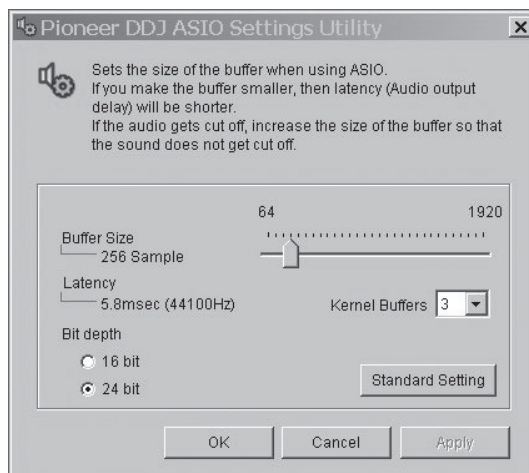 Pioneer DDJ ASIO Settings Utility
Sets the size of the buffer when using ASIO.
If you make the buffer smaller, then latency (Audio output
delay) will be shorter.
If the audio gets cut off, increase the size of the buffer so that
the sound does not get cut off.
64 1920
Buffer Size
256 Sample
Latency
5.8msec (44100Hz)
Kernel Buffers 3
Bit depth
16 bit
24 bit
Standard Setting
OK Cancel Apply